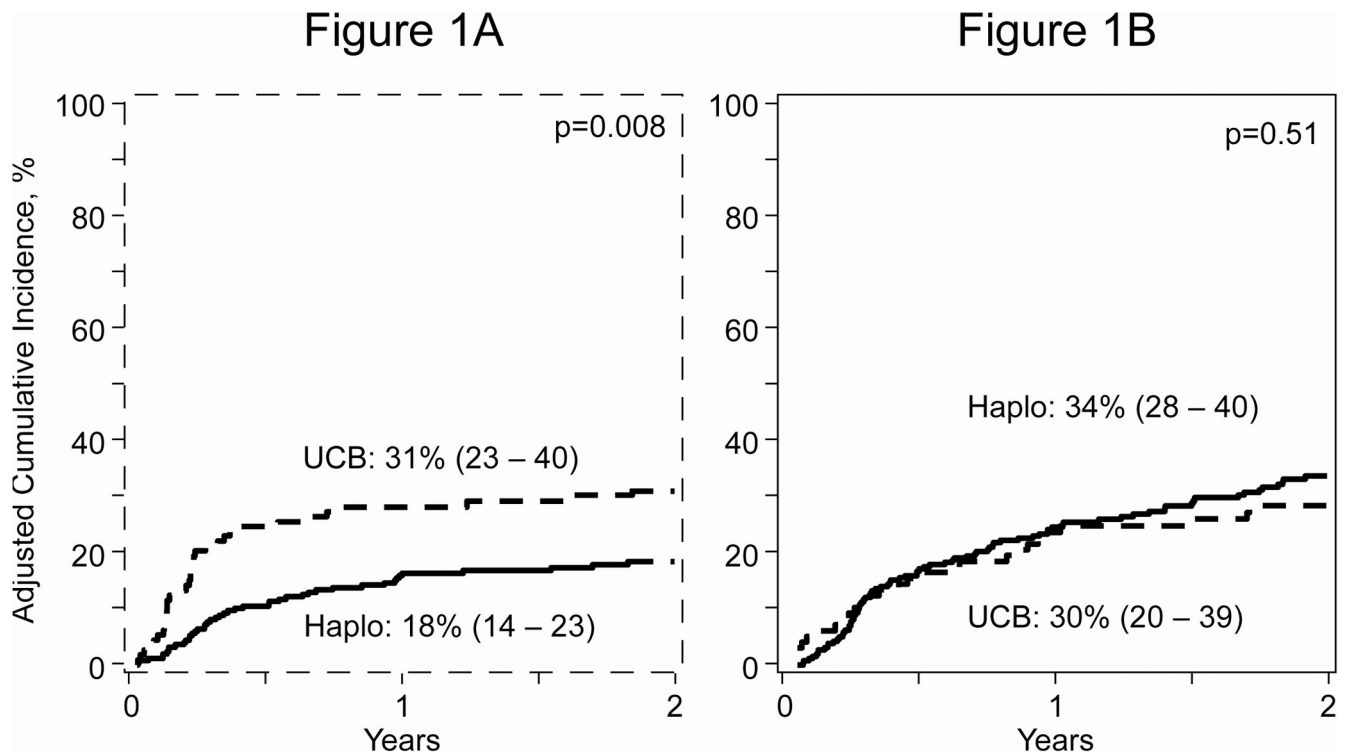 Figure 1A
Figure 1B
Adjusted Cumulative Incidence, %
100
80
60
40
20
0
p=0.008
UCB: 31% (23 – 40)
Haplo: 18% (14 – 23)
0
1
2
Years
100
80
60
40
20
0
p=0.51
Haplo: 34% (28 – 40)
UCB: 30% (20 – 39)
0
1
2
Years